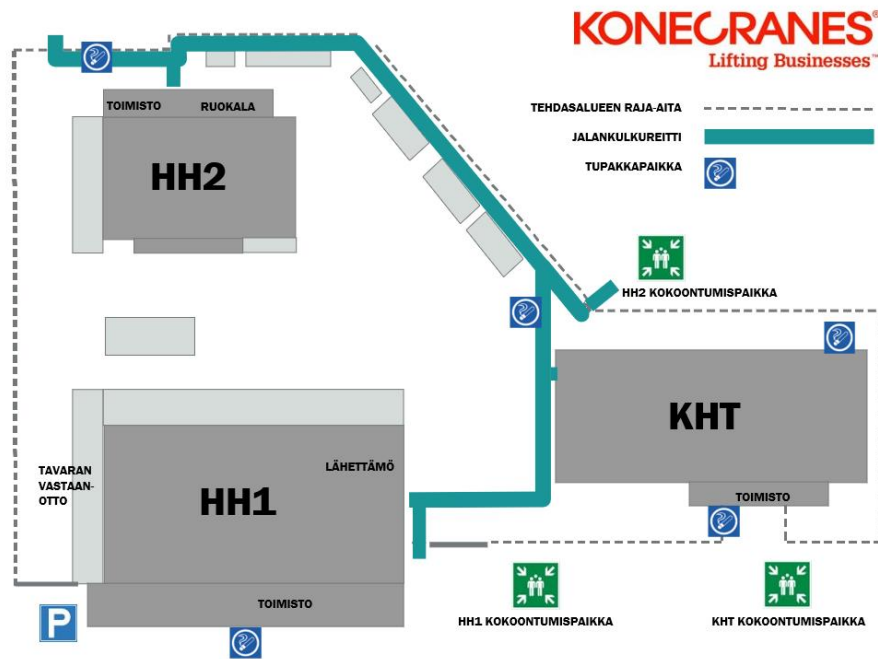 KONECRANES®
Lifting Businesses™
TEHDASALUEEN RAJA-AITA
JALANKULKUREITTI
TUPAKKAPAIKKA
TOIMISTO
RUOKALA
HH2
HH2 KOKOONTUMISPAIKKA
KHT
TOIMISTO
TAVARAN
VASTAAN-
OTTO
LÄHETTÄMÖ
HH1
TOIMISTO
P
HH1 KOKOONTUMISPAIKKA
KHT KOKOONTUMISPAIKKA